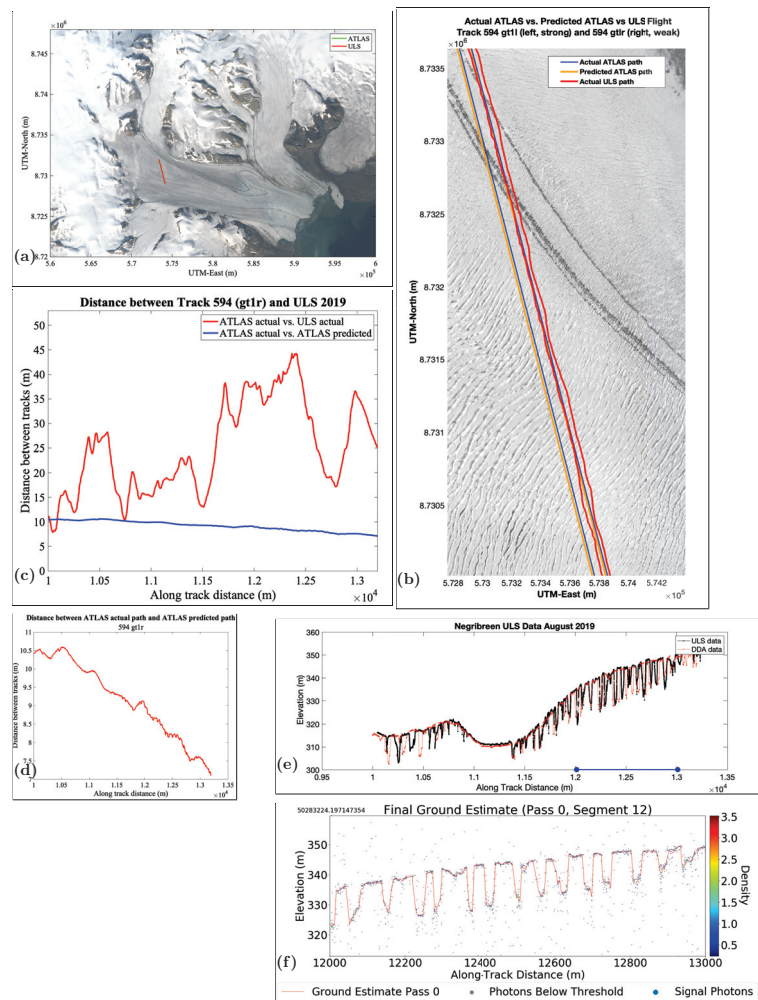 × 10⁶
8.747
8.74
8.735
8.73
8.725
8.72
5.6
5.65
5.7
5.75
5.8
5.85
5.9
5.95
6
× 10⁵
UTM-North (m)
UTM-East (m)
ATLAS
ULS
(a)
Actual ATLAS vs. Predicted ATLAS vs ULS Flight
Track 594 gt1l (left, strong) and 594 gtlr (right, weak)
× 10⁶
Actual ATLAS path
Predicted ATLAS path
Actual ULS path
8.7335
8.733
8.7325
8.732
8.7315
8.731
8.7305
UTM-North (m)
5.728
5.73
5.732
5.734
5.736
5.738
5.74
5.742
UTM-East (m)
× 10⁵
(b)
Distance between Track 594 (gt1r) and ULS 2019
ATLAS actual vs. ULS actual
ATLAS actual vs. ATLAS predicted
50
45
40
35
30
25
20
15
10
5
0
Distance between tracks (m)
1
1.05
1.1
1.15
1.2
1.25
1.3
Along track distance (m)
×10⁴
(c)
Distance between ATLAS actual path and ATLAS predicted path
594 gt1r
10.5
10
9.5
9
8.5
8
7.5
7
Distance between tracks (m)
1
1.05
1.1
1.15
1.2
1.25
1.3
1.35
Along track distance (m)
×10⁴
(d)
Negribreen ULS Data August 2019
ULS data
DDA data
360
350
340
330
320
310
300
Elevation (m)
0.95
1
1.05
1.1
1.15
1.2
1.25
1.3
1.35
Along Track Distance (m)
×10⁴
(e)
50283224.197147354
Final Ground Estimate (Pass 0, Segment 12)
350
340
330
320
Elevation (m)
12000
12200
12400
12600
12800
13000
Along-Track Distance (m)
3.5
3.0
2.5
2.0
1.5
1.0
0.5
Density
(f)
Ground Estimate Pass 0
Photons Below Threshold
Signal Photons